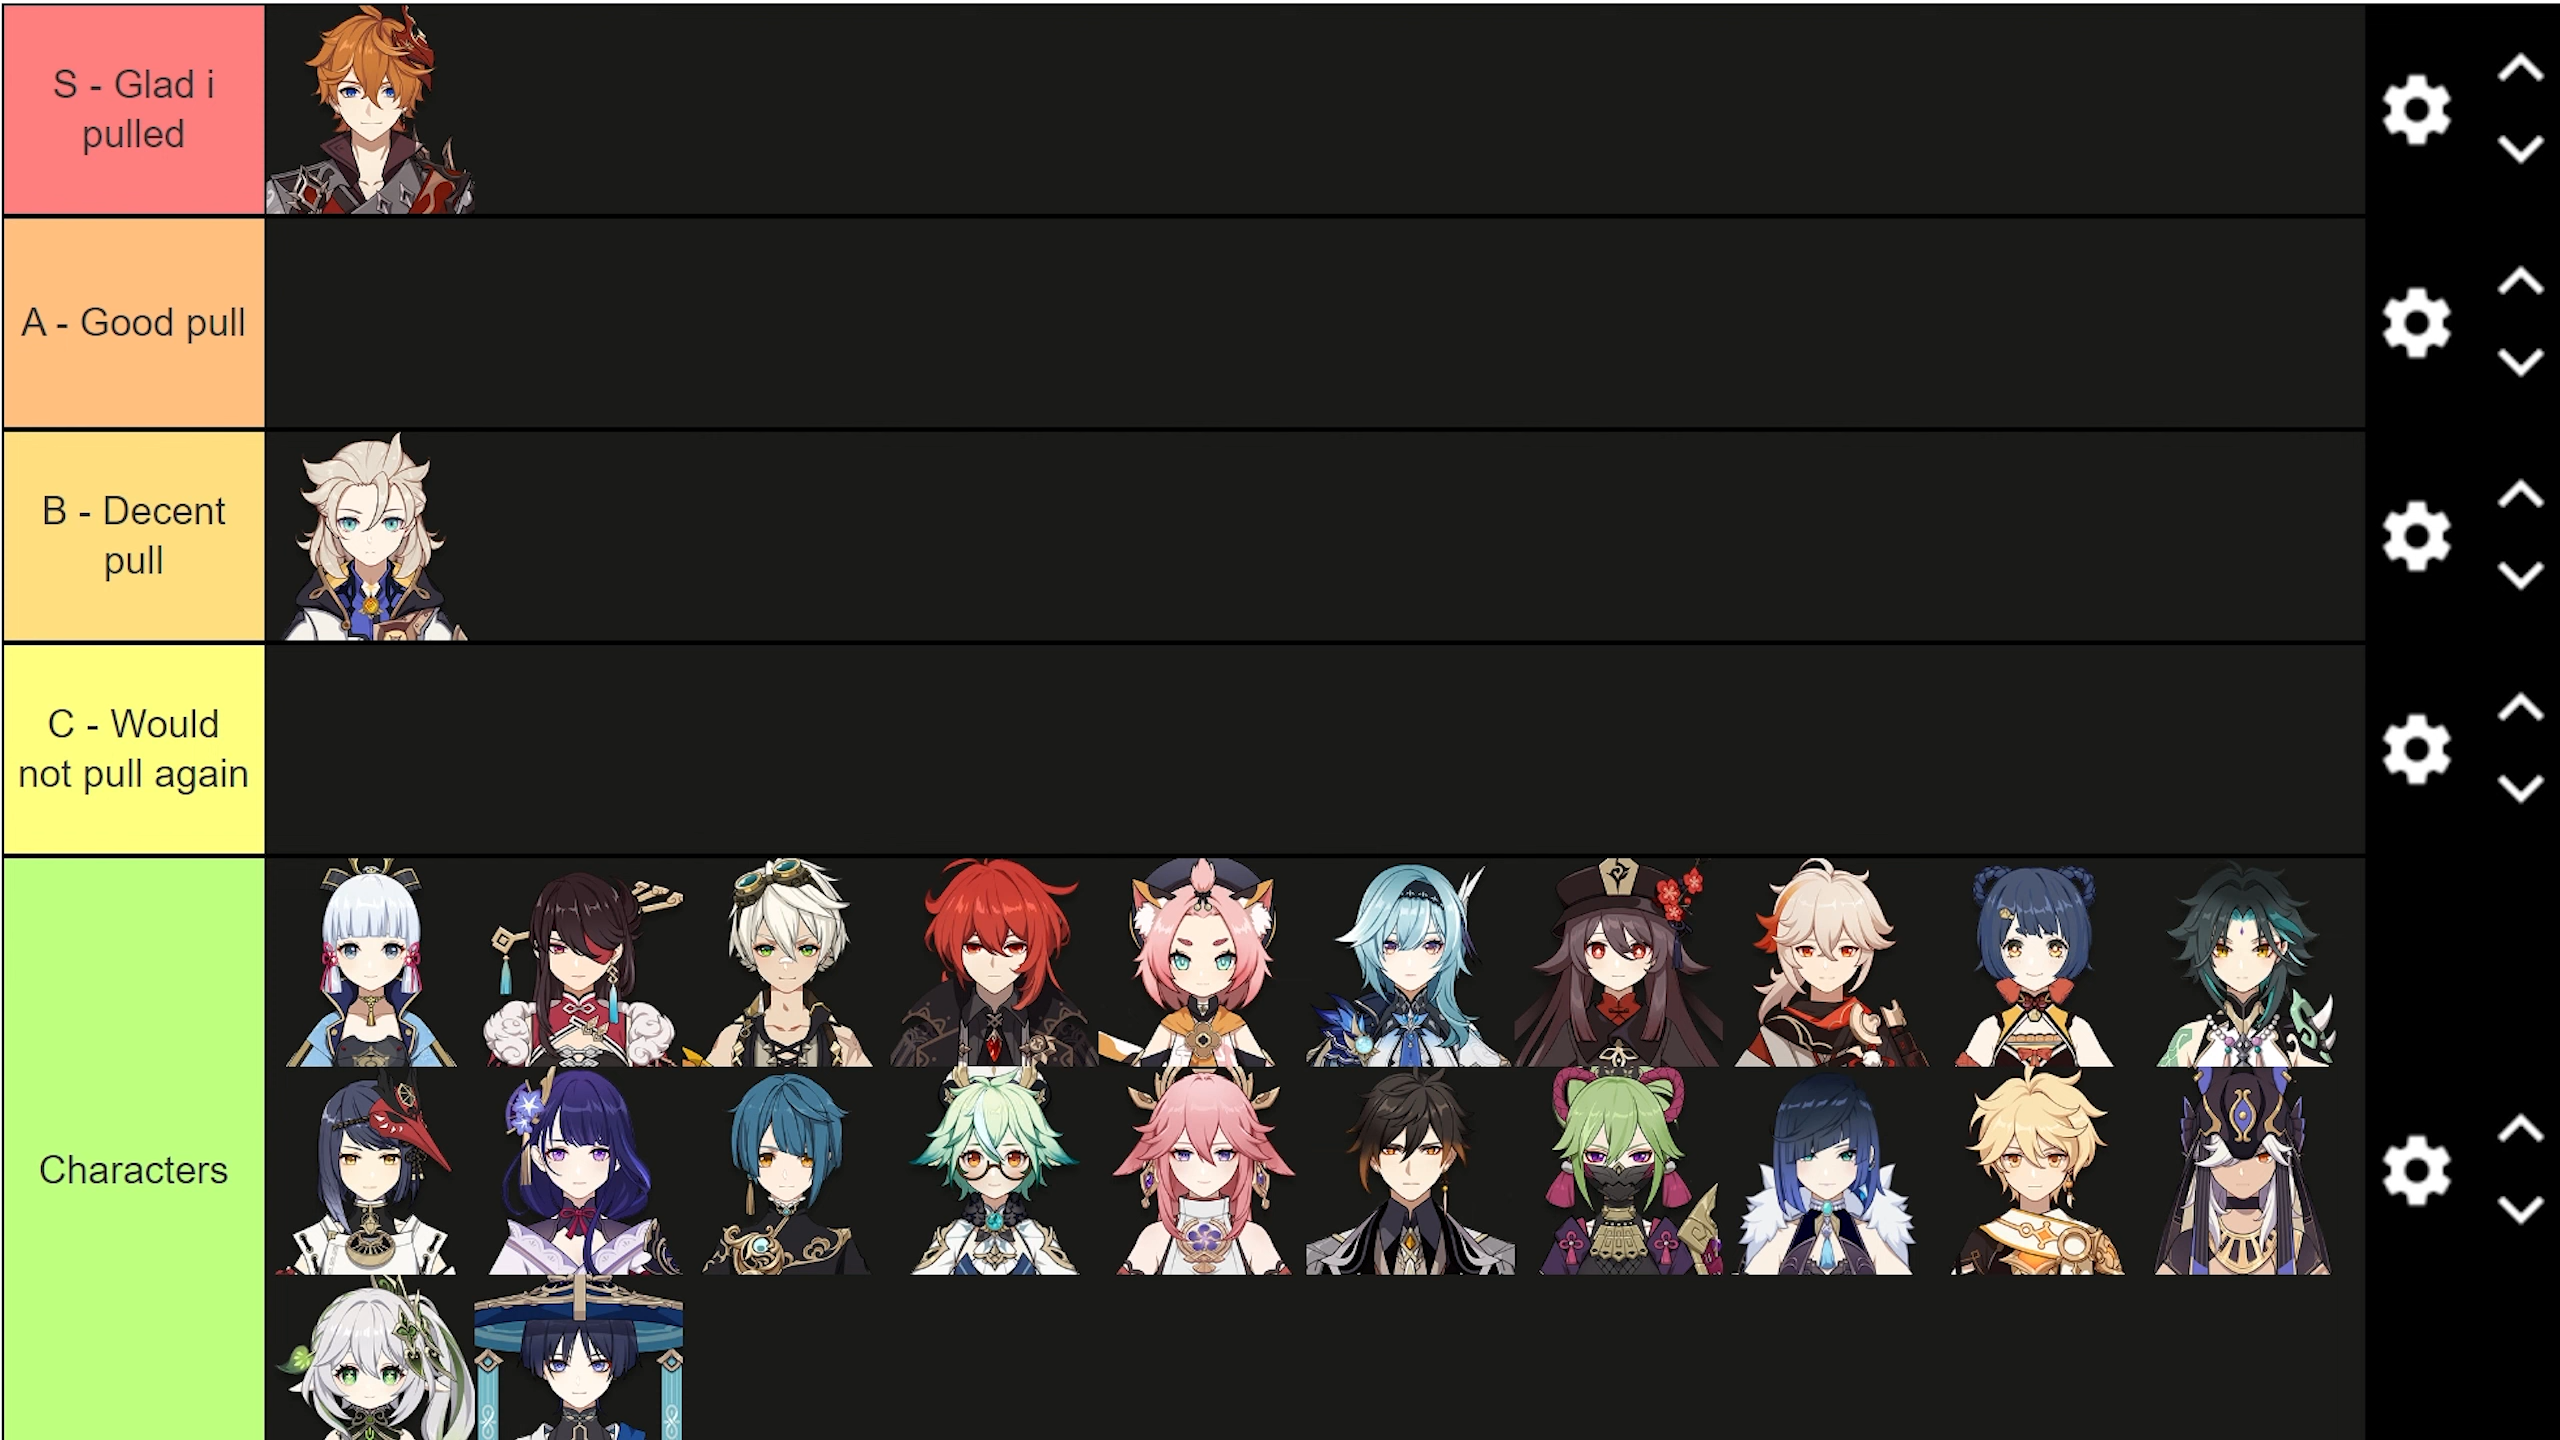 S - Glad i
pulled
A - Good pull
B - Decent
pull
C - Would
not pull again
Characters